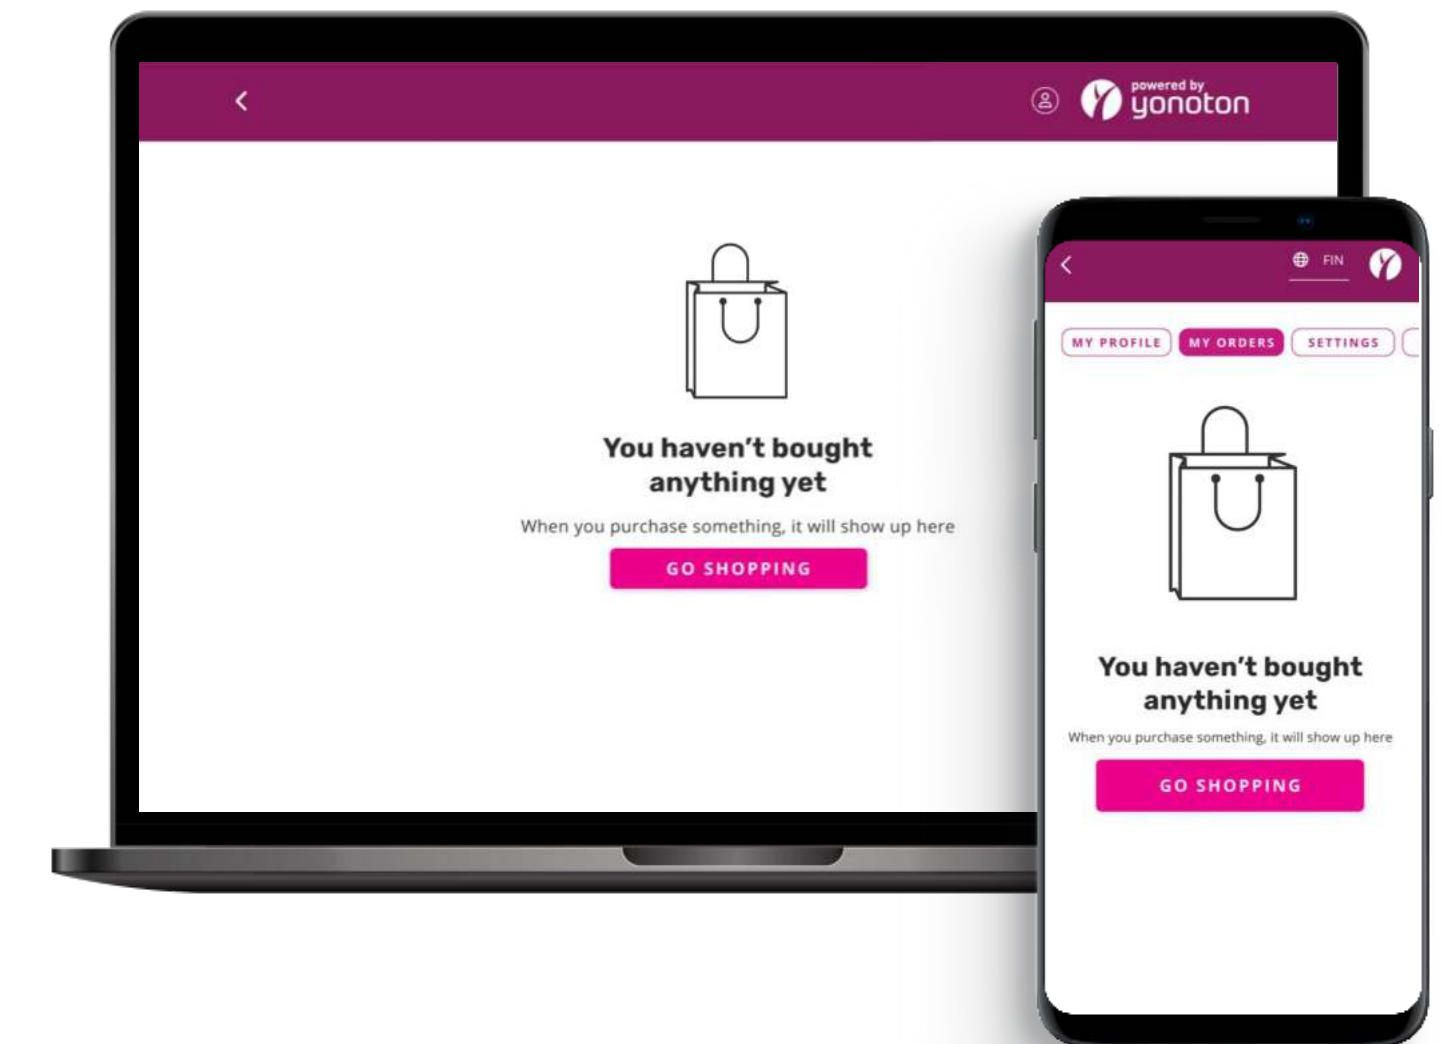 powered by
yonoton
You haven't bought
anything yet
When you purchase something, it will show up here
GO SHOPPING
FIN
MY PROFILE
MY ORDERS
SETTINGS
You haven't bought
anything yet
When you purchase something, it will show up here
GO SHOPPING